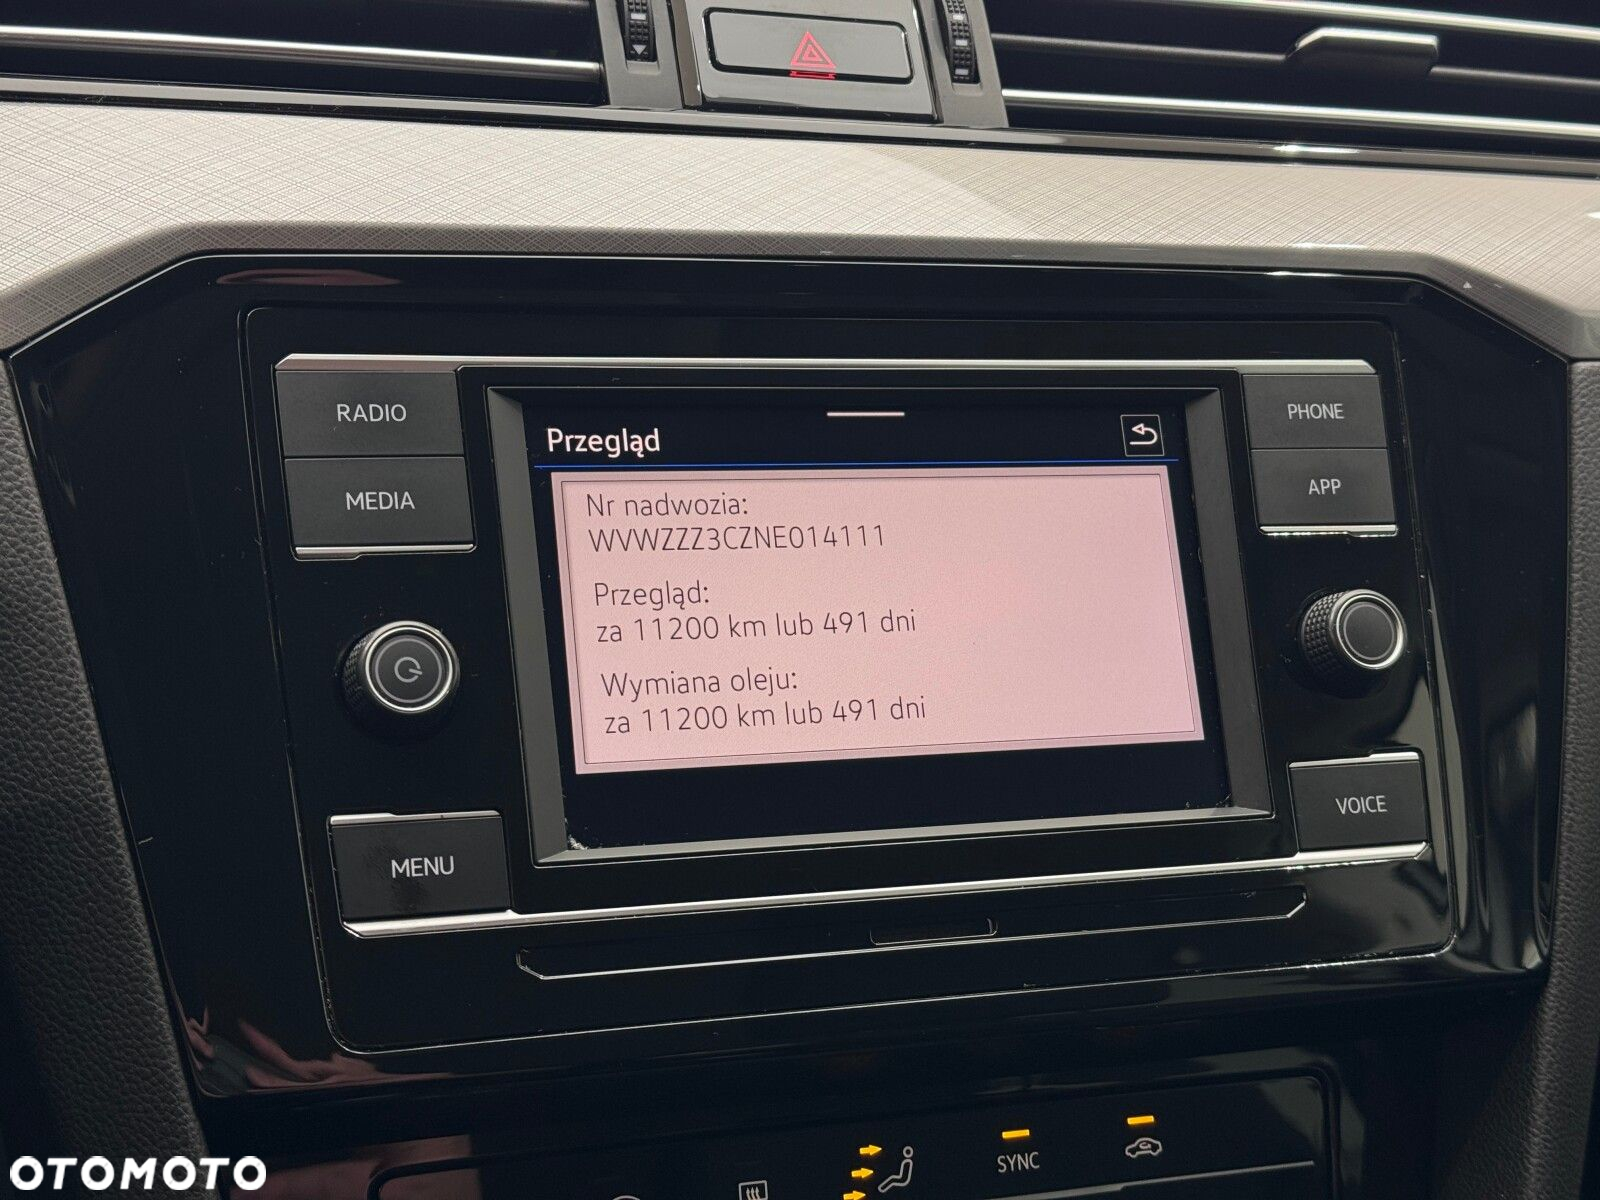 RADIO
MEDIA
MENU
Przegląd
Nr nadwozia:
WVWZZZ3CZNE014111
Przegląd:
za 11200 km lub 491 dni
Wymiana oleju:
za 11200 km lub 491 dni
PHONE
APP
VOICE
SYNC
OTOMOTO